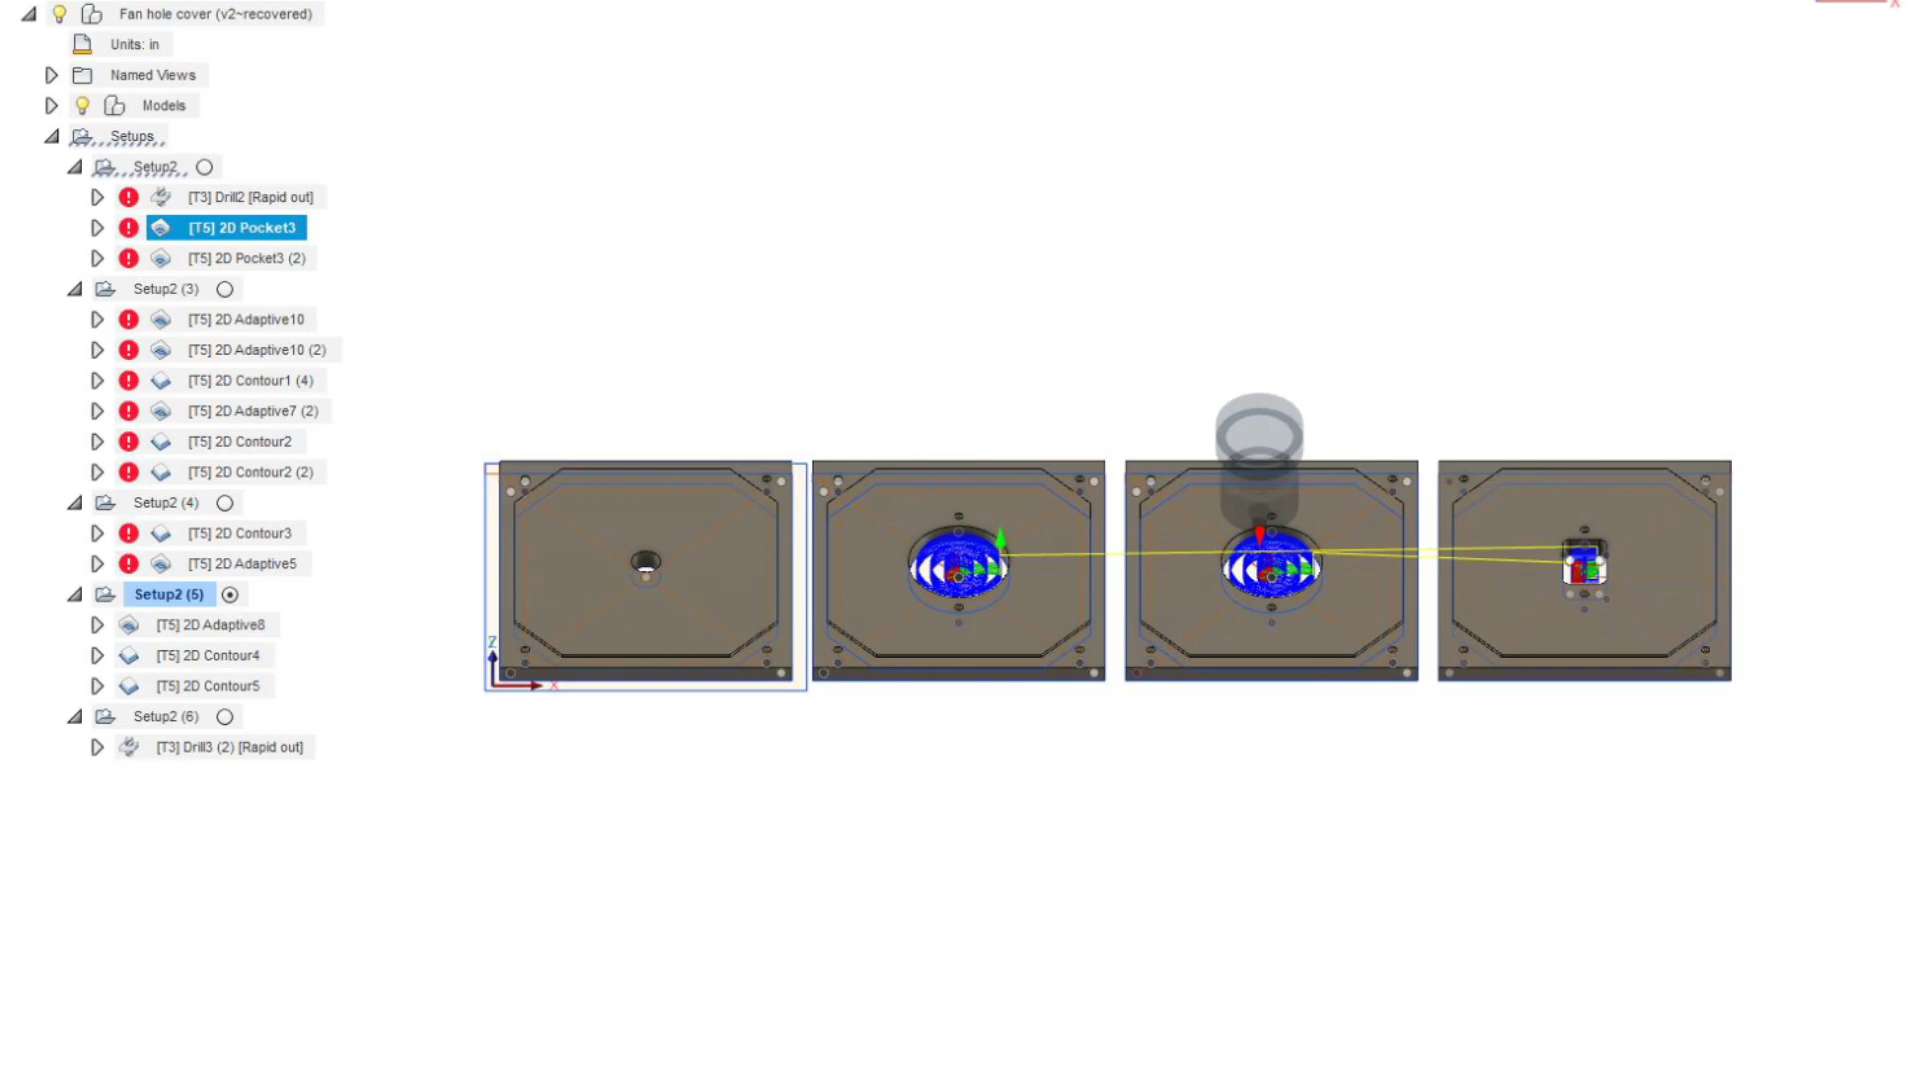 Fan hole cover (v2~recovered)
Units: in
Named Views
Models
Setups
Setup2
[T3] Drill2 [Rapid out]
[T5] 2D Pocket3
[T5] 2D Pocket3 (2)
Setup2 (3)
[T5] 2D Adaptive10
[T5] 2D Adaptive10 (2)
[T5] 2D Contour1 (4)
[T5] 2D Adaptive7 (2)
[T5] 2D Contour2
[T5] 2D Contour2 (2)
Setup2 (4)
[T5] 2D Contour3
[T5] 2D Adaptive5
Setup2 (5)
[T5] 2D Adaptive8
[T5] 2D Contour4
[T5] 2D Contour5
Setup2 (6)
[T3] Drill3 (2) [Rapid out]
X
Z
X